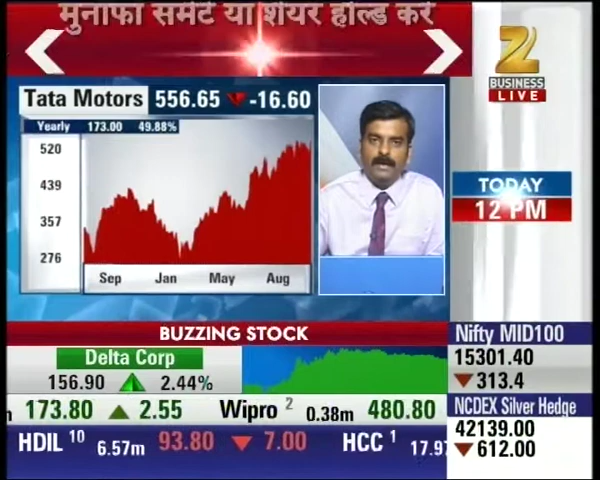 मुनाफा समेटें या शेयर होल्ड करें
Z
BUSINESS
LIVE
Tata Motors 556.65 -16.60
Yearly 173.00 49.88%
520
439
357
276
Sep Jan May Aug
TODAY
12 PM
BUZZING STOCK
Delta Corp
156.90 2.44%
Nifty MID100
15301.40
313.4
173.80 2.55 Wipro 2 0.38m 480.80
NCDEX Silver Hedge
42139.00
612.00
HDIL 10 6.57m 93.80 7.00 HCC 1 17.97